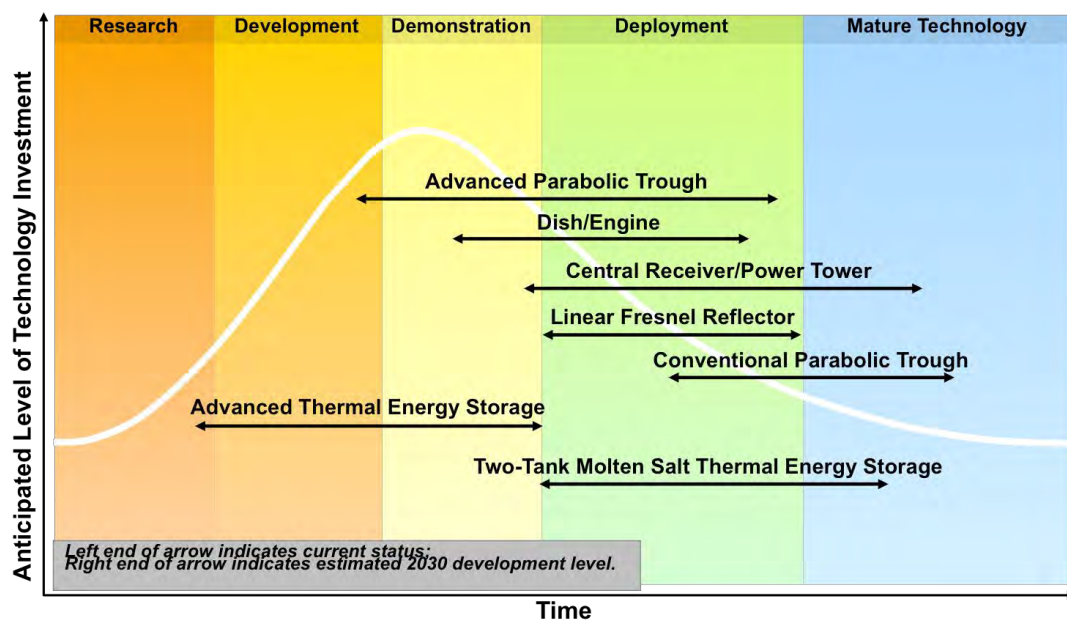 Research Development Demonstration Deployment Mature Technology
Anticipated Level of Technology Investment
Advanced Parabolic Trough
Dish/Engine
Central Receiver/Power Tower
Linear Fresnel Reflector
Conventional Parabolic Trough
Advanced Thermal Energy Storage
Two-Tank Molten Salt Thermal Energy Storage
Left end of arrow indicates current status;
Right end of arrow indicates estimated 2030 development level.
Time